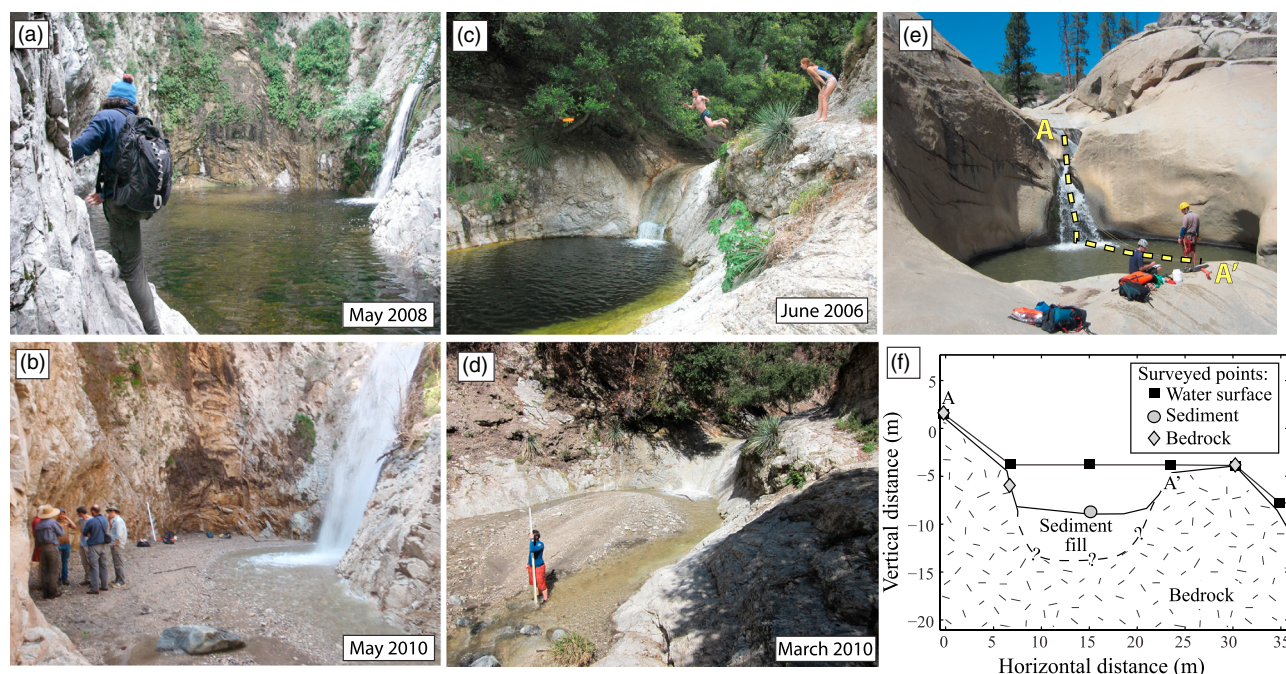 (a)
May 2008
(b)
May 2010
(c)
June 2006
(d)
March 2010
(e)
A
A'
(f)
Surveyed points:
Water surface
Sediment
Bedrock
A
A'
Sediment
fill
?
?
?
Bedrock
5
0
−5
−10
−15
−20
Vertical distance (m)
0
5
10
15
20
25
30
35
Horizontal distance (m)